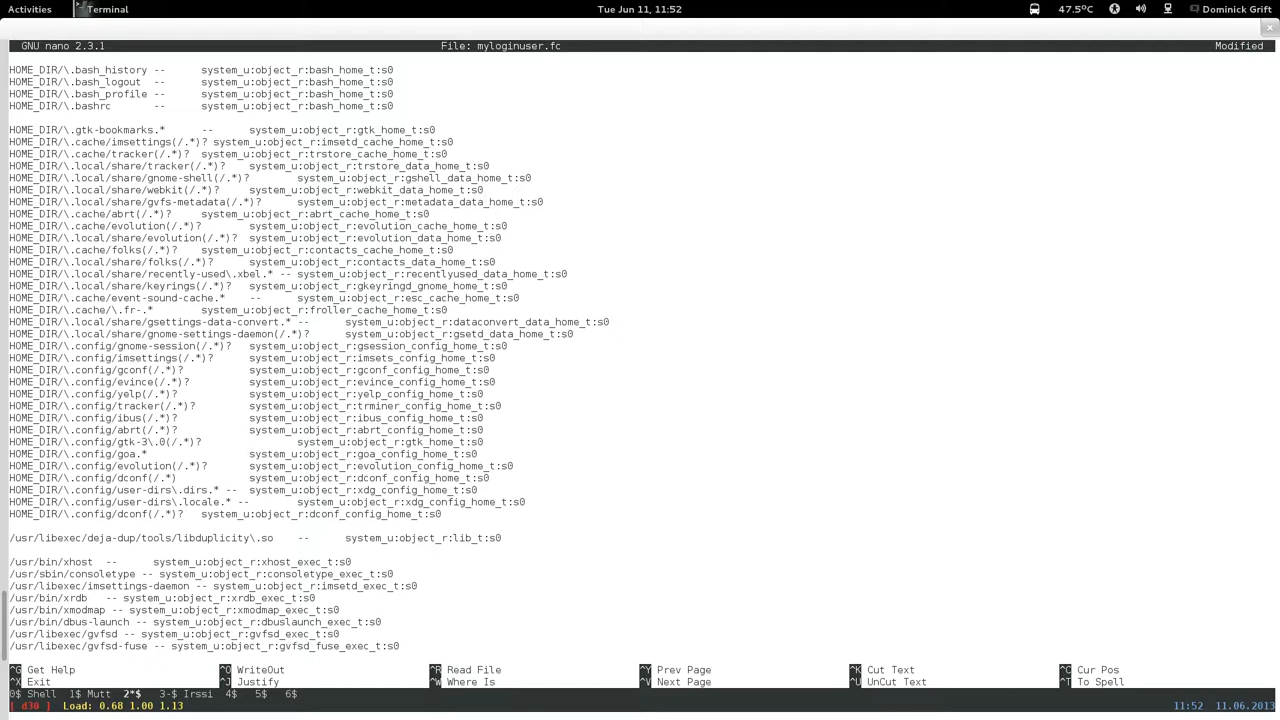 Activities Terminal Tue Jun 11, 11:52 47.5°C Dominick Grift
GNU nano 2.3.1 File: myloginuser.fc Modified
HOME_DIR/\.bash_history -- system_u:object_r:bash_home_t:s0
HOME_DIR/\.bash_logout -- system_u:object_r:bash_home_t:s0
HOME_DIR/\.bash_profile -- system_u:object_r:bash_home_t:s0
HOME_DIR/\.bashrc -- system_u:object_r:bash_home_t:s0
HOME_DIR/\.gtk-bookmarks.* -- system_u:object_r:gtk_home_t:s0
HOME_DIR/\.cache/imsettings(/.*)? system_u:object_r:imsetd_cache_home_t:s0
HOME_DIR/\.cache/tracker(/.*)? system_u:object_r:trstore_cache_home_t:s0
HOME_DIR/\.local/share/tracker(/.*)? system_u:object_r:trstore_data_home_t:s0
HOME_DIR/\.local/share/gnome-shell(/.*)? system_u:object_r:gshell_data_home_t:s0
HOME_DIR/\.local/share/webkit(/.*)? system_u:object_r:webkit_data_home_t:s0
HOME_DIR/\.local/share/gvfs-metadata(/.*)? system_u:object_r:metadata_data_home_t:s0
HOME_DIR/\.cache/abrt(/.*)? system_u:object_r:abrt_cache_home_t:s0
HOME_DIR/\.cache/evolution(/.*)? system_u:object_r:evolution_cache_home_t:s0
HOME_DIR/\.local/share/evolution(/.*)? system_u:object_r:evolution_data_home_t:s0
HOME_DIR/\.cache/folks(/.*)? system_u:object_r:contacts_cache_home_t:s0
HOME_DIR/\.local/share/folks(/.*)? system_u:object_r:contacts_data_home_t:s0
HOME_DIR/\.local/share/recently-used\.xbel.* -- system_u:object_r:recentlyused_data_home_t:s0
HOME_DIR/\.local/share/keyrings(/.*)? system_u:object_r:gkeyringd_gnome_home_t:s0
HOME_DIR/\.cache/event-sound-cache.* -- system_u:object_r:esc_cache_home_t:s0
HOME_DIR/\.cache/\.fr-.* system_u:object_r:froller_cache_home_t:s0
HOME_DIR/\.local/share/gsettings-data-convert.* -- system_u:object_r:dataconvert_data_home_t:s0
HOME_DIR/\.local/share/gnome-settings-daemon(/.*)? system_u:object_r:gsetd_data_home_t:s0
HOME_DIR/\.config/gnome-session(/.*)? system_u:object_r:gsession_config_home_t:s0
HOME_DIR/\.config/imsettings(/.*)? system_u:object_r:imsets_config_home_t:s0
HOME_DIR/\.config/gconf(/.*)? system_u:object_r:gconf_config_home_t:s0
HOME_DIR/\.config/evince(/.*)? system_u:object_r:evince_config_home_t:s0
HOME_DIR/\.config/yelp(/.*)? system_u:object_r:yelp_config_home_t:s0
HOME_DIR/\.config/tracker(/.*)? system_u:object_r:trminer_config_home_t:s0
HOME_DIR/\.config/ibus(/.*)? system_u:object_r:ibus_config_home_t:s0
HOME_DIR/\.config/abrt(/.*)? system_u:object_r:abrt_config_home_t:s0
HOME_DIR/\.config/gtk-3\.0(/.*)? system_u:object_r:gtk_home_t:s0
HOME_DIR/\.config/goa.* system_u:object_r:goa_config_home_t:s0
HOME_DIR/\.config/evolution(/.*)? system_u:object_r:evolution_config_home_t:s0
HOME_DIR/\.config/dconf(/.*) system_u:object_r:dconf_config_home_t:s0
HOME_DIR/\.config/user-dirs\.dirs.* -- system_u:object_r:xdg_config_home_t:s0
HOME_DIR/\.config/user-dirs\.locale.* -- system_u:object_r:xdg_config_home_t:s0
HOME_DIR/\.config/dconf(/.*)? system_u:object_r:dconf_config_home_t:s0
/usr/libexec/deja-dup/tools/libduplicity\.so -- system_u:object_r:lib_t:s0
/usr/bin/xhost -- system_u:object_r:xhost_exec_t:s0
/usr/sbin/consoletype -- system_u:object_r:consoletype_exec_t:s0
/usr/libexec/imsettings-daemon -- system_u:object_r:imsetd_exec_t:s0
/usr/bin/xrdb -- system_u:object_r:xrdb_exec_t:s0
/usr/bin/xmodmap -- system_u:object_r:xmodmap_exec_t:s0
/usr/bin/dbus-launch -- system_u:object_r:dbuslaunch_exec_t:s0
/usr/libexec/gvfsd -- system_u:object_r:gvfsd_exec_t:s0
/usr/libexec/gvfsd-fuse -- system_u:object_r:gvfsd_fuse_exec_t:s0
^G Get Help ^O WriteOut ^R Read File ^Y Prev Page ^K Cut Text ^C Cur Pos
^X Exit ^J Justify ^W Where Is ^V Next Page ^U UnCut Text ^T To Spell
0$ Shell 1$ Mutt 2*$ 3-$ Irssi 4$ 5$ 6$
[ d30 ] Load: 0.68 1.00 1.13 11:52 11.06.2013